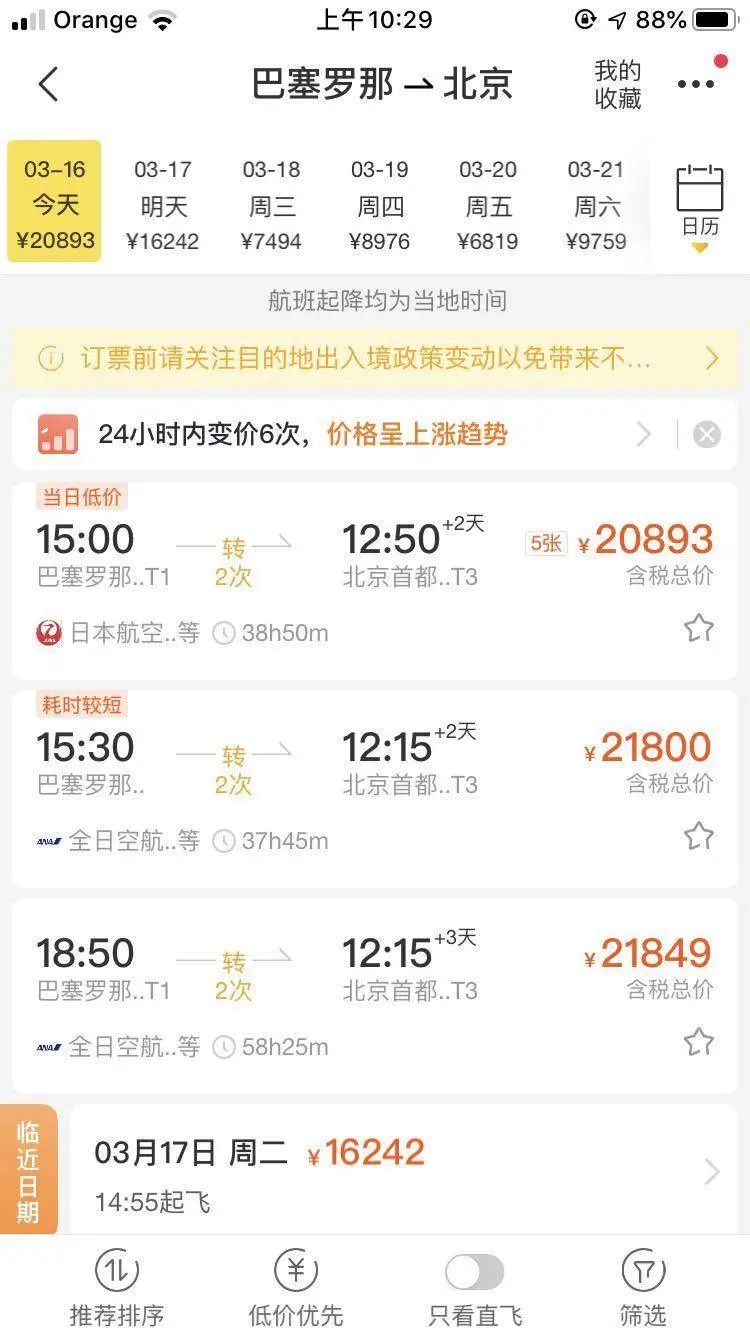 Orange 上午10:29 88%
巴塞罗那 → 北京
我的
收藏
03-16 03-17 03-18 03-19 03-20 03-21
今天 明天 周三 周四 周五 周六
¥20893 ¥16242 ¥7494 ¥8976 ¥6819 ¥9759
日历
航班起降均为当地时间
订票前请关注目的地出入境政策变动以免带来不...
24小时内变价6次，价格呈上涨趋势
当日低价
15:00 转 12:50 +2天 5张 ¥20893
巴塞罗那..T1 2次 北京首都..T3 含税总价
JAL 日本航空..等 38h50m
耗时较短
15:30 转 12:15 +2天 ¥21800
巴塞罗那.. 2次 北京首都..T3 含税总价
ANA 全日空航..等 37h45m
18:50 转 12:15 +3天 ¥21849
巴塞罗那..T1 2次 北京首都..T3 含税总价
ANA 全日空航..等 58h25m
临近日期
03月17日 周二 ¥16242
14:55起飞
推荐排序 低价优先 只看直飞 筛选